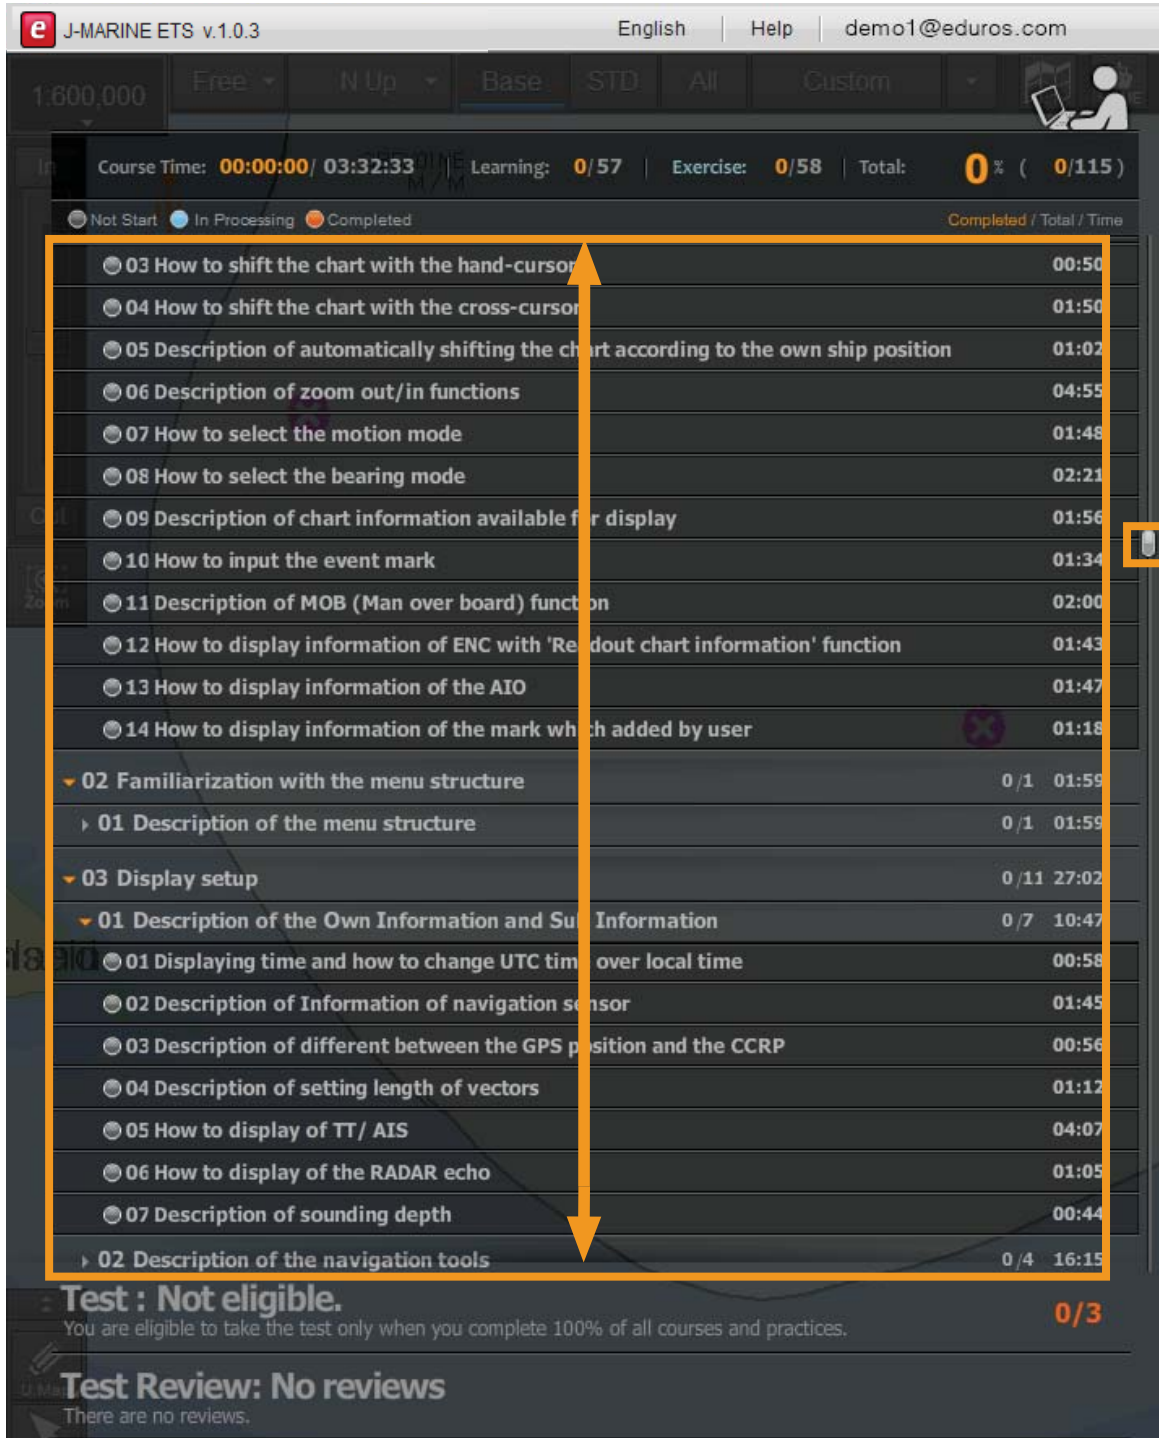 e J-MARINE ETS v.1.0.3 English Help demo1@eduros.com
1:600,000 Free N Up Base STD All Custom
In Course Time: 00:00:00/ 03:32:33 Learning: 0/57 Exercise: 0/58 Total: 0 % ( 0/115 )
Not Start In Processing Completed Completed / Total / Time
03 How to shift the chart with the hand-cursor 00:50
04 How to shift the chart with the cross-cursor 01:50
05 Description of automatically shifting the chart according to the own ship position 01:02
06 Description of zoom out/in functions 04:55
07 How to select the motion mode 01:48
08 How to select the bearing mode 02:21
Out 09 Description of chart information available for display 01:56
10 How to input the event mark 01:34
Zoom 11 Description of MOB (Man over board) function 02:00
12 How to display information of ENC with 'Readout chart information' function 01:43
13 How to display information of the AIO 01:47
14 How to display information of the mark which added by user 01:18
02 Familiarization with the menu structure 0 /1 01:59
01 Description of the menu structure 0 /1 01:59
03 Display setup 0 /11 27:02
01 Description of the Own Information and Sub Information 0 /7 10:47
01 Displaying time and how to change UTC time over local time 00:58
02 Description of Information of navigation sensor 01:45
03 Description of different between the GPS position and the CCRP 00:56
04 Description of setting length of vectors 01:12
05 How to display of TT/ AIS 04:07
06 How to display of the RADAR echo 01:05
07 Description of sounding depth 00:44
02 Description of the navigation tools 0 /4 16:15
Test : Not eligible. 0/3
You are eligible to take the test only when you complete 100% of all courses and practices.
Test Review: No reviews
There are no reviews.